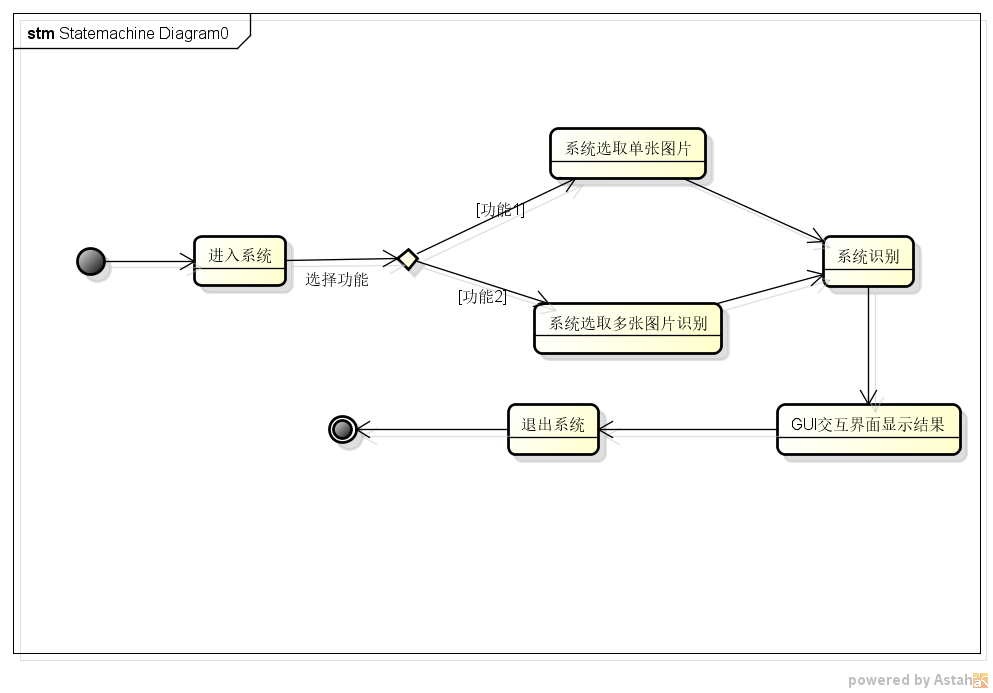 stm Statemachine Diagram0
系统选取单张图片
[功能1]
进入系统
选择功能
系统识别
[功能2]
系统选取多张图片识别
退出系统
GUI交互界面显示结果
powered by Astah